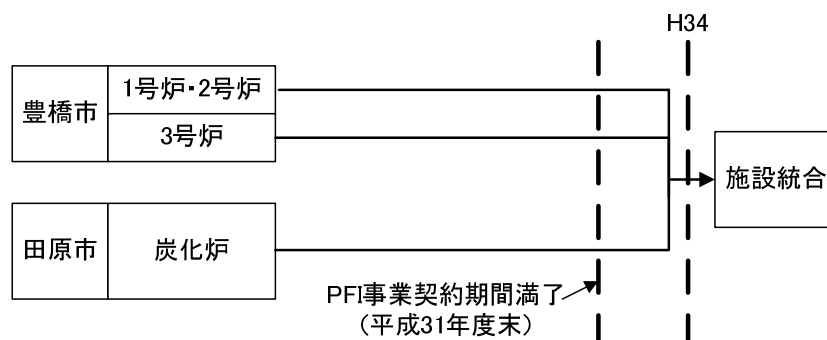 H34
豊橋市
1号炉・2号炉
3号炉
施設統合
田原市
炭化炉
PFI事業契約期間満了
（平成31年度末）